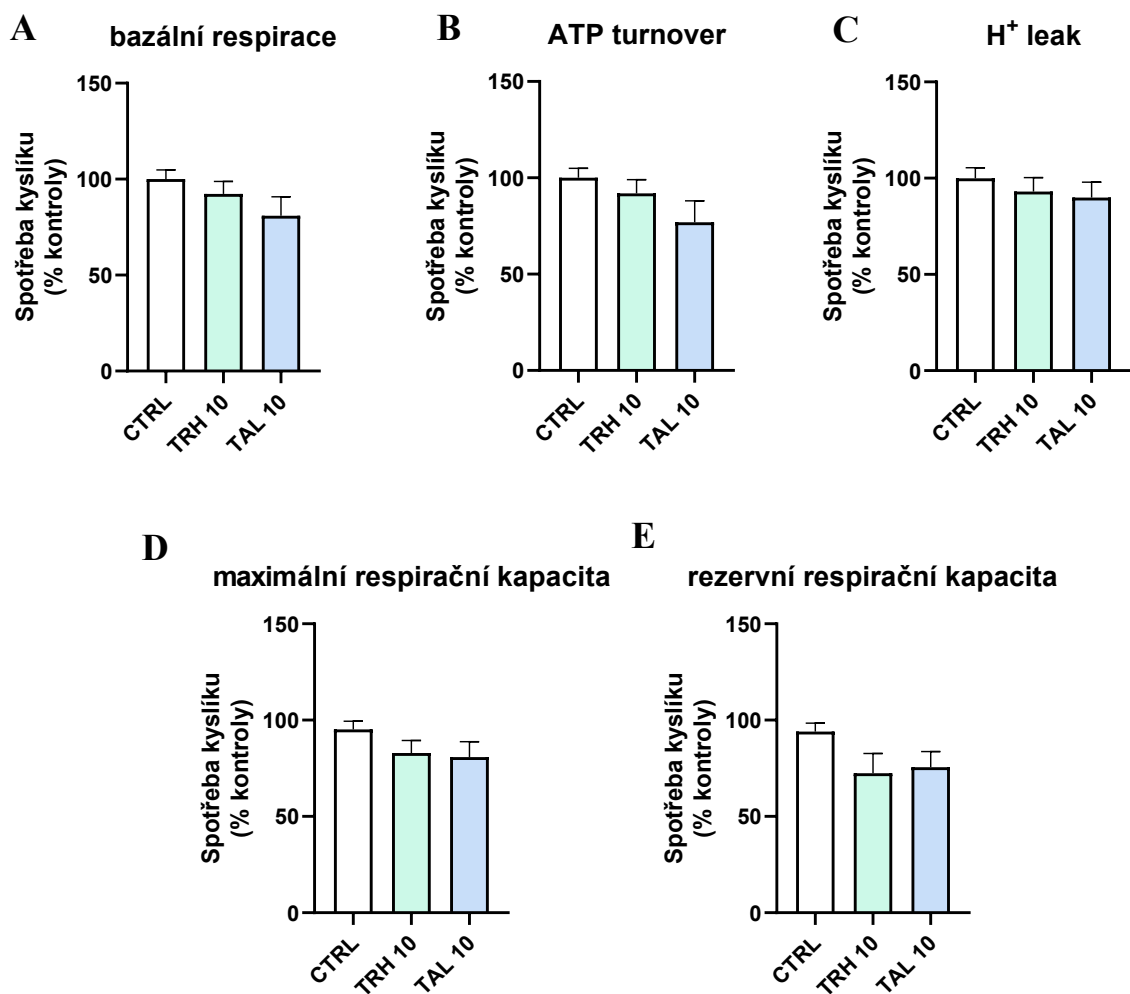 A
bazální respirace
Spotřeba kyslíku
(% kontroly)
150
100
50
0
CTRL
TRH 10
TAL 10
B
ATP turnover
Spotřeba kyslíku
(% kontroly)
150
100
50
0
CTRL
TRH 10
TAL 10
C
H⁺ leak
Spotřeba kyslíku
(% kontroly)
150
100
50
0
CTRL
TRH 10
TAL 10
D
maximální respirační kapacita
Spotřeba kyslíku
(% kontroly)
150
100
50
0
CTRL
TRH 10
TAL 10
E
rezervní respirační kapacita
Spotřeba kyslíku
(% kontroly)
150
100
50
0
CTRL
TRH 10
TAL 10